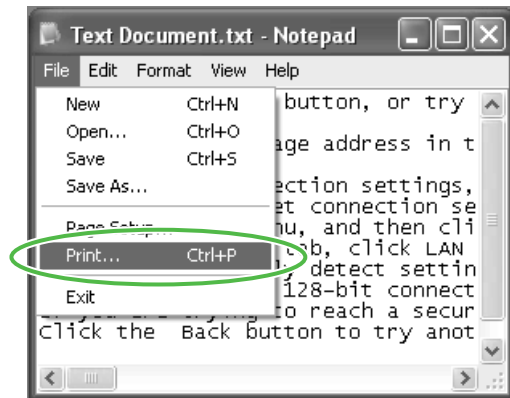 Text Document.txt - Notepad
File Edit Format View Help
New Ctrl+N
Open... Ctrl+O
Save Ctrl+S
Save As...
Page Setup...
Print... Ctrl+P
Exit
button, or try
age address in t
ection settings,
et connection se
nu, and then cli
tab, click LAN
detect settin
128-bit connect
to reach a secur
Click the Back button to try anot